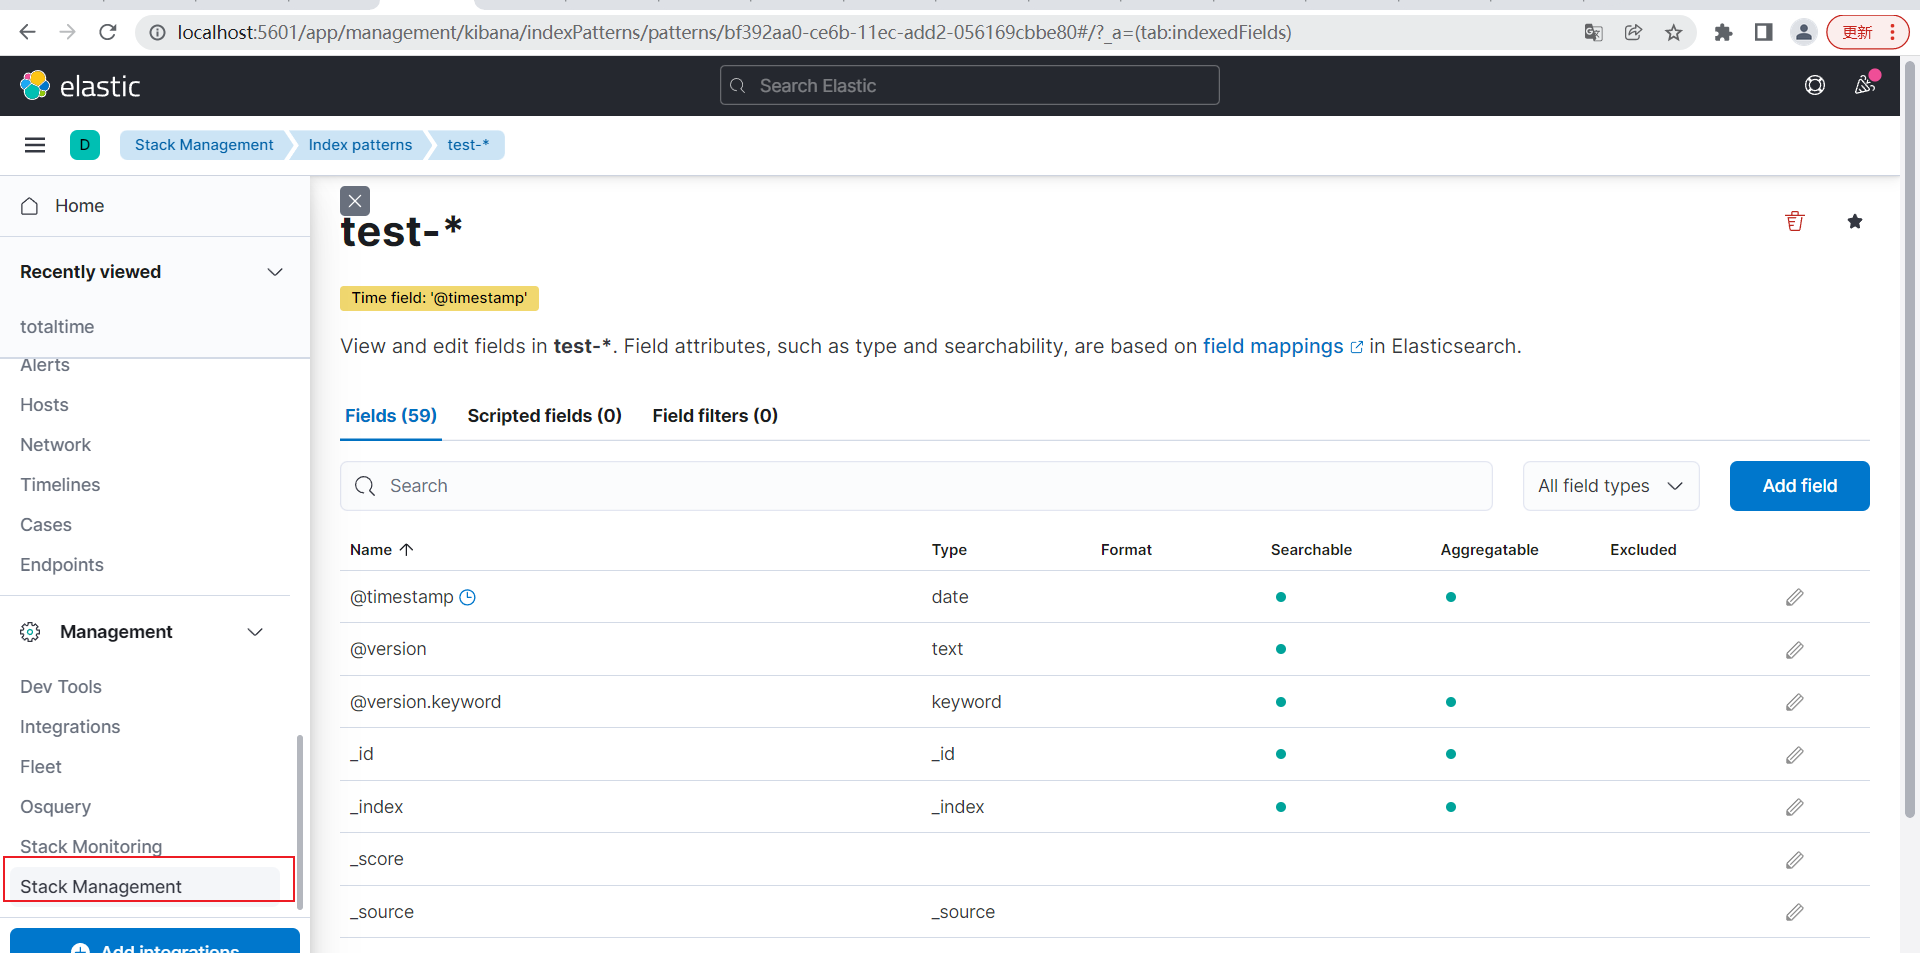 localhost:5601/app/management/kibana/indexPatterns/patterns/bf392aa0-ce6b-11ec-add2-056169cbbe80#/?_a=(tab:indexedFields)
更新
elastic
Search Elastic
D
Stack Management
Index patterns
test-*
Home
Recently viewed
totaltime
Alerts
Hosts
Network
Timelines
Cases
Endpoints
Management
Dev Tools
Integrations
Fleet
Osquery
Stack Monitoring
Stack Management
Add integrations
test-*
Time field: '@timestamp'
View and edit fields in test-*. Field attributes, such as type and searchability, are based on field mappings in Elasticsearch.
Fields (59)
Scripted fields (0)
Field filters (0)
Search
All field types
Add field
Name Type Format Searchable Aggregatable Excluded
@timestamp date
@version text
@version.keyword keyword
_id _id
_index _index
_score
_source _source